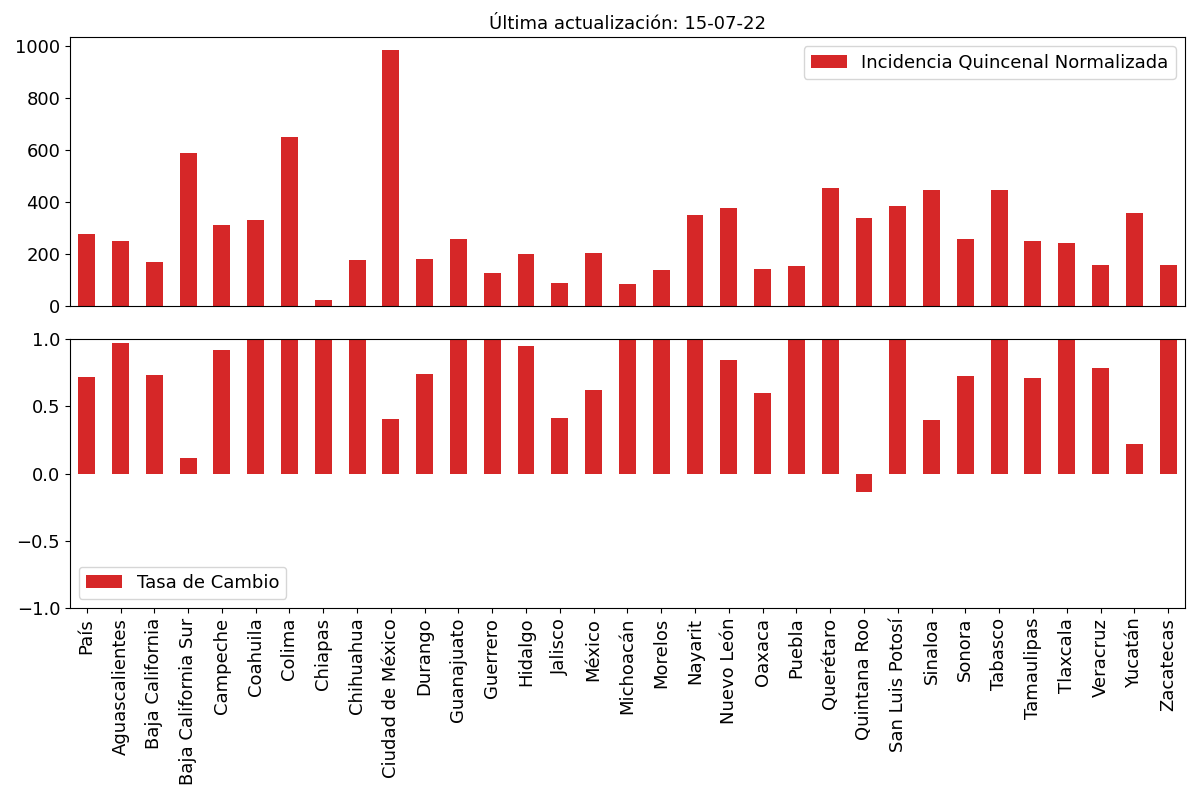 Última actualización: 15-07-22
1000
800
600
400
200
0
Incidencia Quincenal Normalizada
1.0
0.5
0.0
−0.5
−1.0
Tasa de Cambio
País
Aguascalientes
Baja California
Baja California Sur
Campeche
Coahuila
Colima
Chiapas
Chihuahua
Ciudad de México
Durango
Guanajuato
Guerrero
Hidalgo
Jalisco
México
Michoacán
Morelos
Nayarit
Nuevo León
Oaxaca
Puebla
Querétaro
Quintana Roo
San Luis Potosí
Sinaloa
Sonora
Tabasco
Tamaulipas
Tlaxcala
Veracruz
Yucatán
Zacatecas